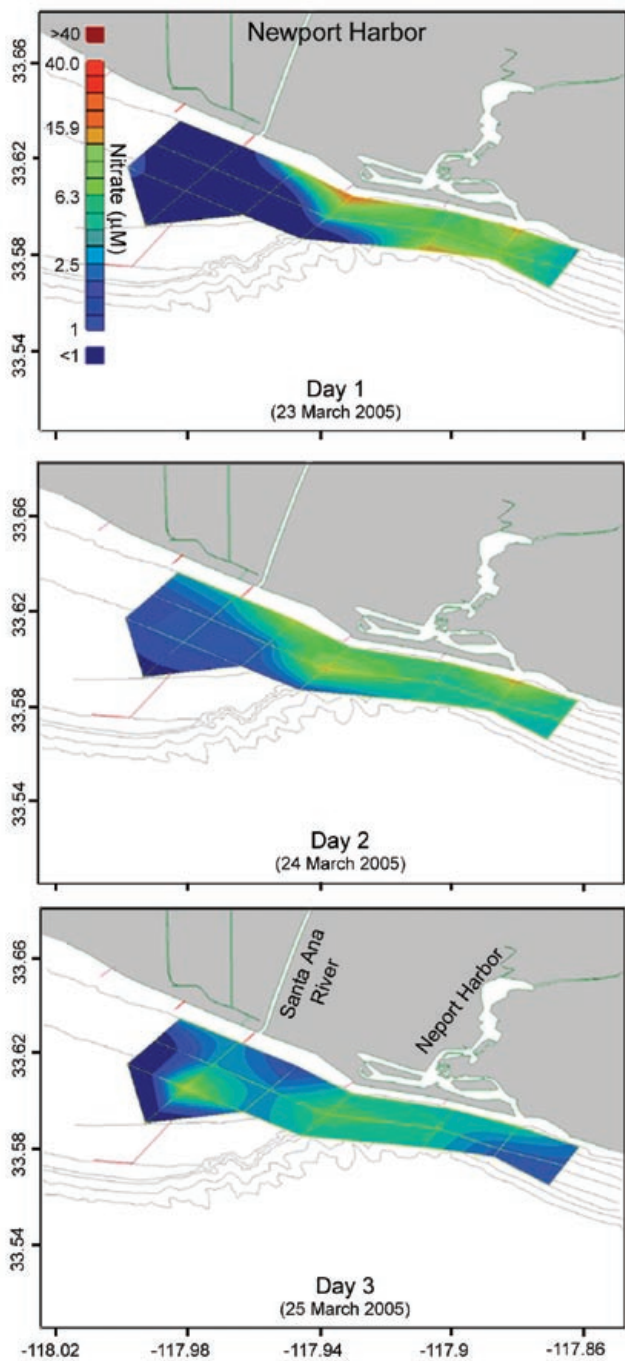 Newport Harbor
>40
40.0
15.9
6.3
2.5
1
<1
Nitrate (µM)
33.66
33.62
33.58
33.54
Day 1
(23 March 2005)
33.66
33.62
33.58
33.54
Day 2
(24 March 2005)
33.66
33.62
33.58
33.54
Santa Ana
River
Neport Harbor
Day 3
(25 March 2005)
-118.02 -117.98 -117.94 -117.9 -117.86